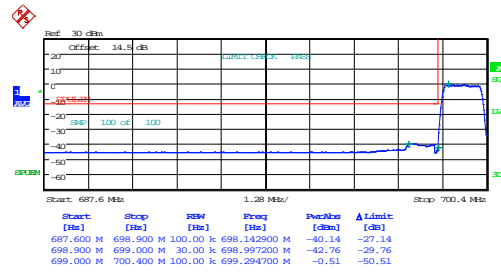 Ref 30 dBm
Offset 14.5 dB
LIMIT CHECK PASS
20
10
0
-10
-20
-30
-40
-50
-60
1
SWP 100 of 100
Start 687.6 MHz 1.28 MHz/ Stop 700.4 MHz
Start Stop RBW Freq PwrAbs Δ Limit
[Hz] [Hz] [Hz] [dBm] [dB]
687.600 M 698.900 M 100.00 k 698.142900 M -40.14 -27.14
698.900 M 699.000 M 30.00 k 698.997200 M -42.76 -29.76
699.000 M 700.400 M 100.00 k 699.294700 M -0.51 -50.51